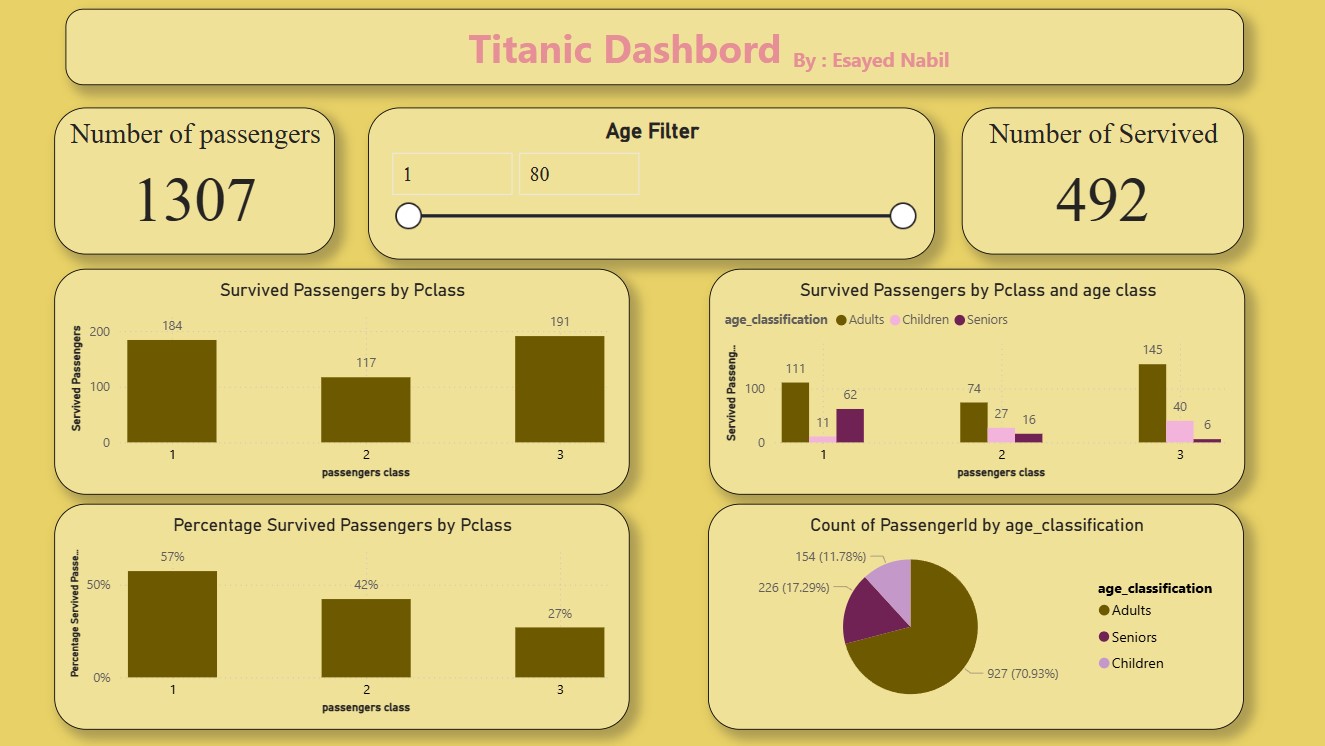 Titanic Dashbord By : Esayed Nabil
Number of passengers
1307
Age Filter
1
80
Number of Servived
492
Survived Passengers by Pclass
Servived Passengers
200
100
0
184
117
191
1
2
3
passengers class
Survived Passengers by Pclass and age class
age_classification Adults Children Seniors
Servived Passeng...
100
0
111
11
62
74
27
16
145
40
6
1
2
3
passengers class
Percentage Survived Passengers by Pclass
Percentage Servived Passe...
50%
0%
57%
42%
27%
1
2
3
passengers class
Count of PassengerId by age_classification
154 (11.78%)
226 (17.29%)
927 (70.93%)
age_classification
Adults
Seniors
Children